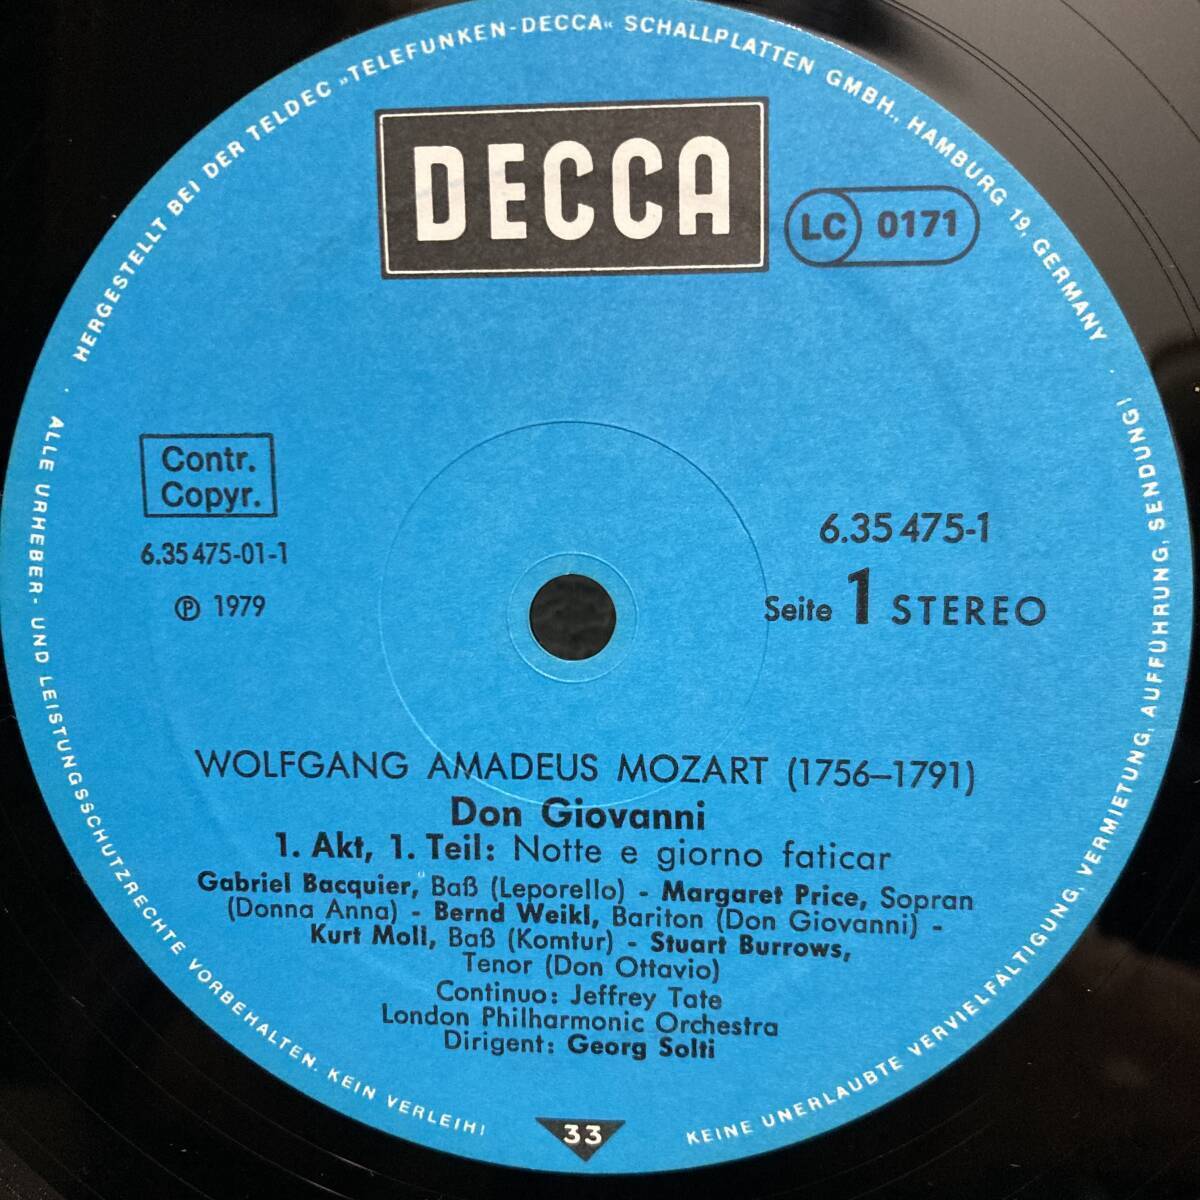 HERGESTELLT BEI DER TELDEC »TELEFUNKEN-DECCA« SCHALLPLATTEN GMBH., HAMBURG 19, GERMANY
DECCA
LC 0171
Contr.
Copyr.
6.35 475-01-1
℗ 1979
6.35 475-1
Seite 1 STEREO
WOLFGANG AMADEUS MOZART (1756–1791)
Don Giovanni
1. Akt, 1. Teil: Notte e giorno faticar
Gabriel Bacquier, Baß (Leporello) - Margaret Price, Sopran
(Donna Anna) - Bernd Weikl, Bariton (Don Giovanni) -
Kurt Moll, Baß (Komtur) - Stuart Burrows,
Tenor (Don Ottavio)
Continuo: Jeffrey Tate
London Philharmonic Orchestra
Dirigent: Georg Solti
33
· ALLE URHEBER- UND LEISTUNGSSCHUTZRECHTE VORBEHALTEN. KEIN VERLEIH!
KEINE UNERLAUBTE VERVIELFÄLTIGUNG, VERMIETUNG, AUFFÜHRUNG, SENDUNG! ·